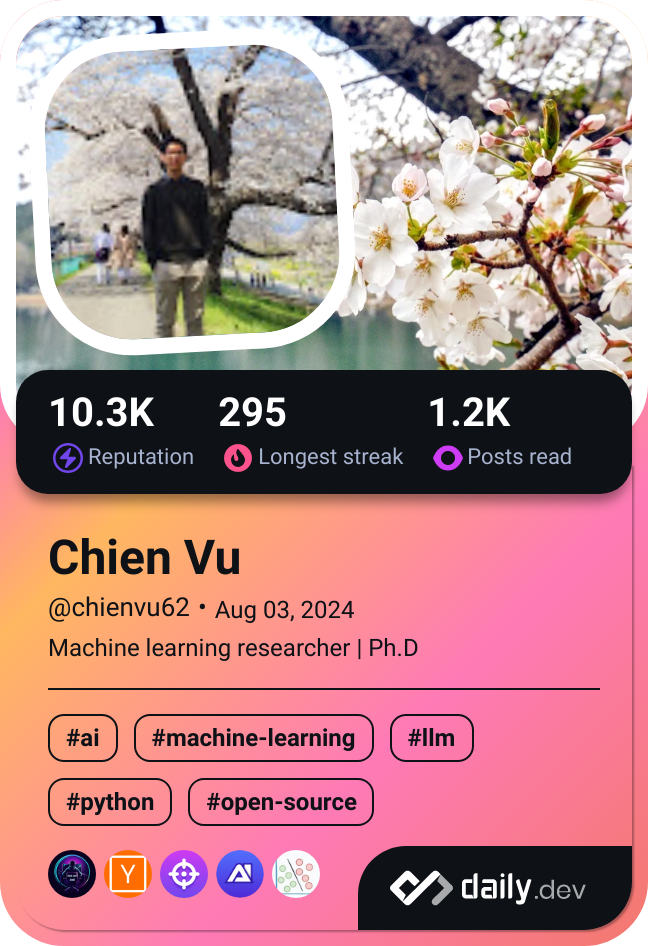 10.3K 295 1.2K
Reputation Longest streak Posts read
Chien Vu
@chienvu62 • Aug 03, 2024
Machine learning researcher | Ph.D
#ai #machine-learning #llm
#python #open-source
Y AI daily.dev